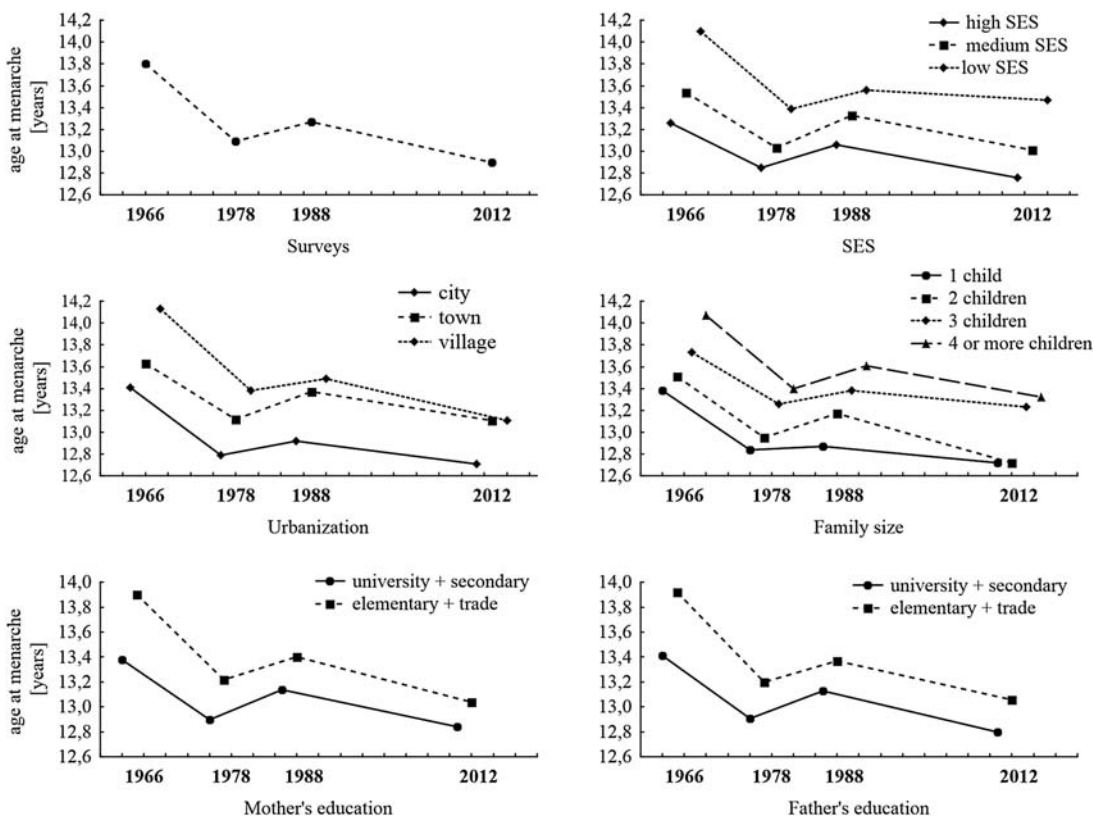 age at menarche
[years]
14,2
14,0
13,8
13,6
13,4
13,2
13,0
12,8
12,6
1966 1978 1988 2012
Surveys
14,2
14,0
13,8
13,6
13,4
13,2
13,0
12,8
12,6
high SES
medium SES
low SES
1966 1978 1988 2012
SES
age at menarche
[years]
14,2
14,0
13,8
13,6
13,4
13,2
13,0
12,8
12,6
city
town
village
1966 1978 1988 2012
Urbanization
14,2
14,0
13,8
13,6
13,4
13,2
13,0
12,8
12,6
1 child
2 children
3 children
4 or more children
1966 1978 1988 2012
Family size
age at menarche
[years]
14,0
13,8
13,6
13,4
13,2
13,0
12,8
12,6
university + secondary
elementary + trade
1966 1978 1988 2012
Mother's education
14,0
13,8
13,6
13,4
13,2
13,0
12,8
12,6
university + secondary
elementary + trade
1966 1978 1988 2012
Father's education